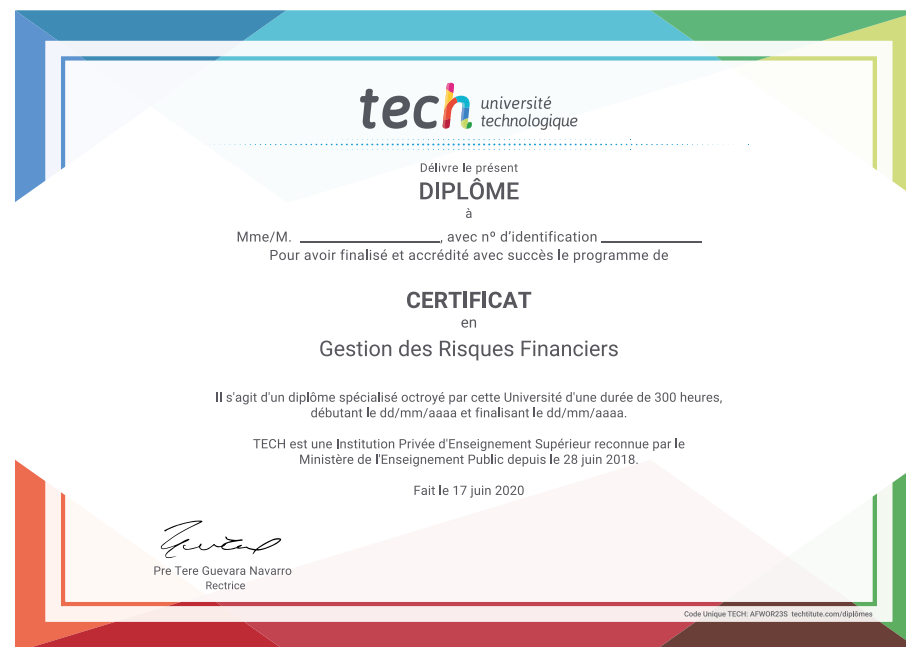 tech université
technologique
Délivre le présent
DIPLÔME
à
Mme/M. ____________________, avec nº d'identification ______________
Pour avoir finalisé et accrédité avec succès le programme de
CERTIFICAT
en
Gestion des Risques Financiers
Il s'agit d'un diplôme spécialisé octroyé par cette Université d'une durée de 300 heures,
débutant le dd/mm/aaaa et finalisant le dd/mm/aaaa.
TECH est une Institution Privée d'Enseignement Supérieur reconnue par le
Ministère de l'Enseignement Public depuis le 28 juin 2018.
Fait le 17 juin 2020
Pre Tere Guevara Navarro
Rectrice
Code Unique TECH: AFWOR23S techtitute.com/diplômes